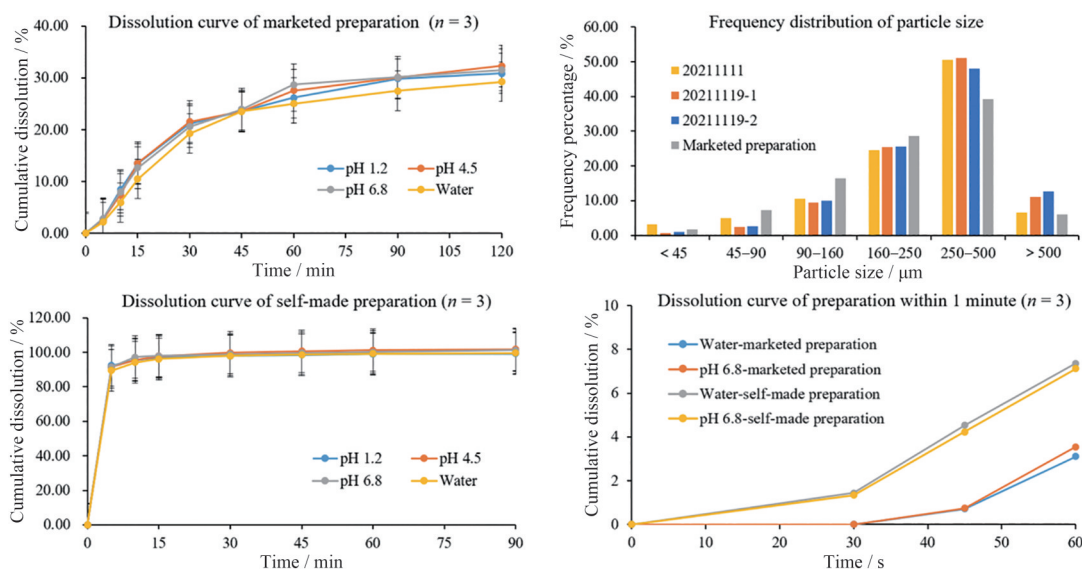 Dissolution curve of marketed preparation (n = 3)
Cumulative dissolution / %
40.00
30.00
20.00
10.00
0.00
pH 1.2
pH 4.5
pH 6.8
Water
0
15
30
45
60
75
90
105
120
Time / min
Frequency distribution of particle size
Frequency percentage / %
60.00
50.00
40.00
30.00
20.00
10.00
0.00
20211111
20211119-1
20211119-2
Marketed preparation
< 45
45–90
90–160
160–250
250–500
> 500
Particle size / μm
Dissolution curve of self-made preparation (n = 3)
Cumulative dissolution / %
120.00
100.00
80.00
60.00
40.00
20.00
0.00
pH 1.2
pH 4.5
pH 6.8
Water
0
15
30
45
60
75
90
Time / min
Dissolution curve of preparation within 1 minute (n = 3)
Cumulative dissolution / %
10
8
6
4
2
0
Water-marketed preparation
pH 6.8-marketed preparation
Water-self-made preparation
pH 6.8-self-made preparation
0
10
20
30
40
50
60
Time / s